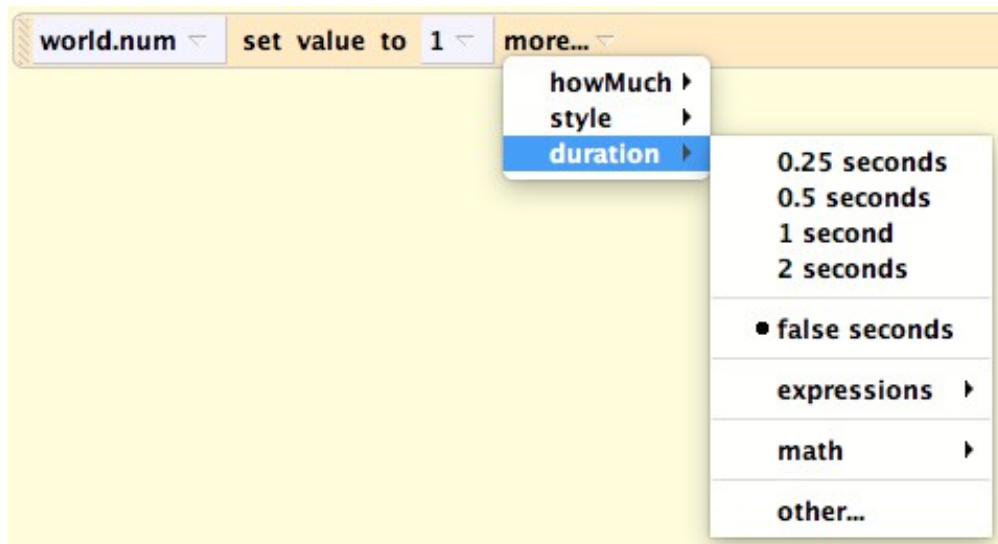 world.num set value to 1 more...
howMuch
style
duration
0.25 seconds
0.5 seconds
1 second
2 seconds
false seconds
expressions
math
other...